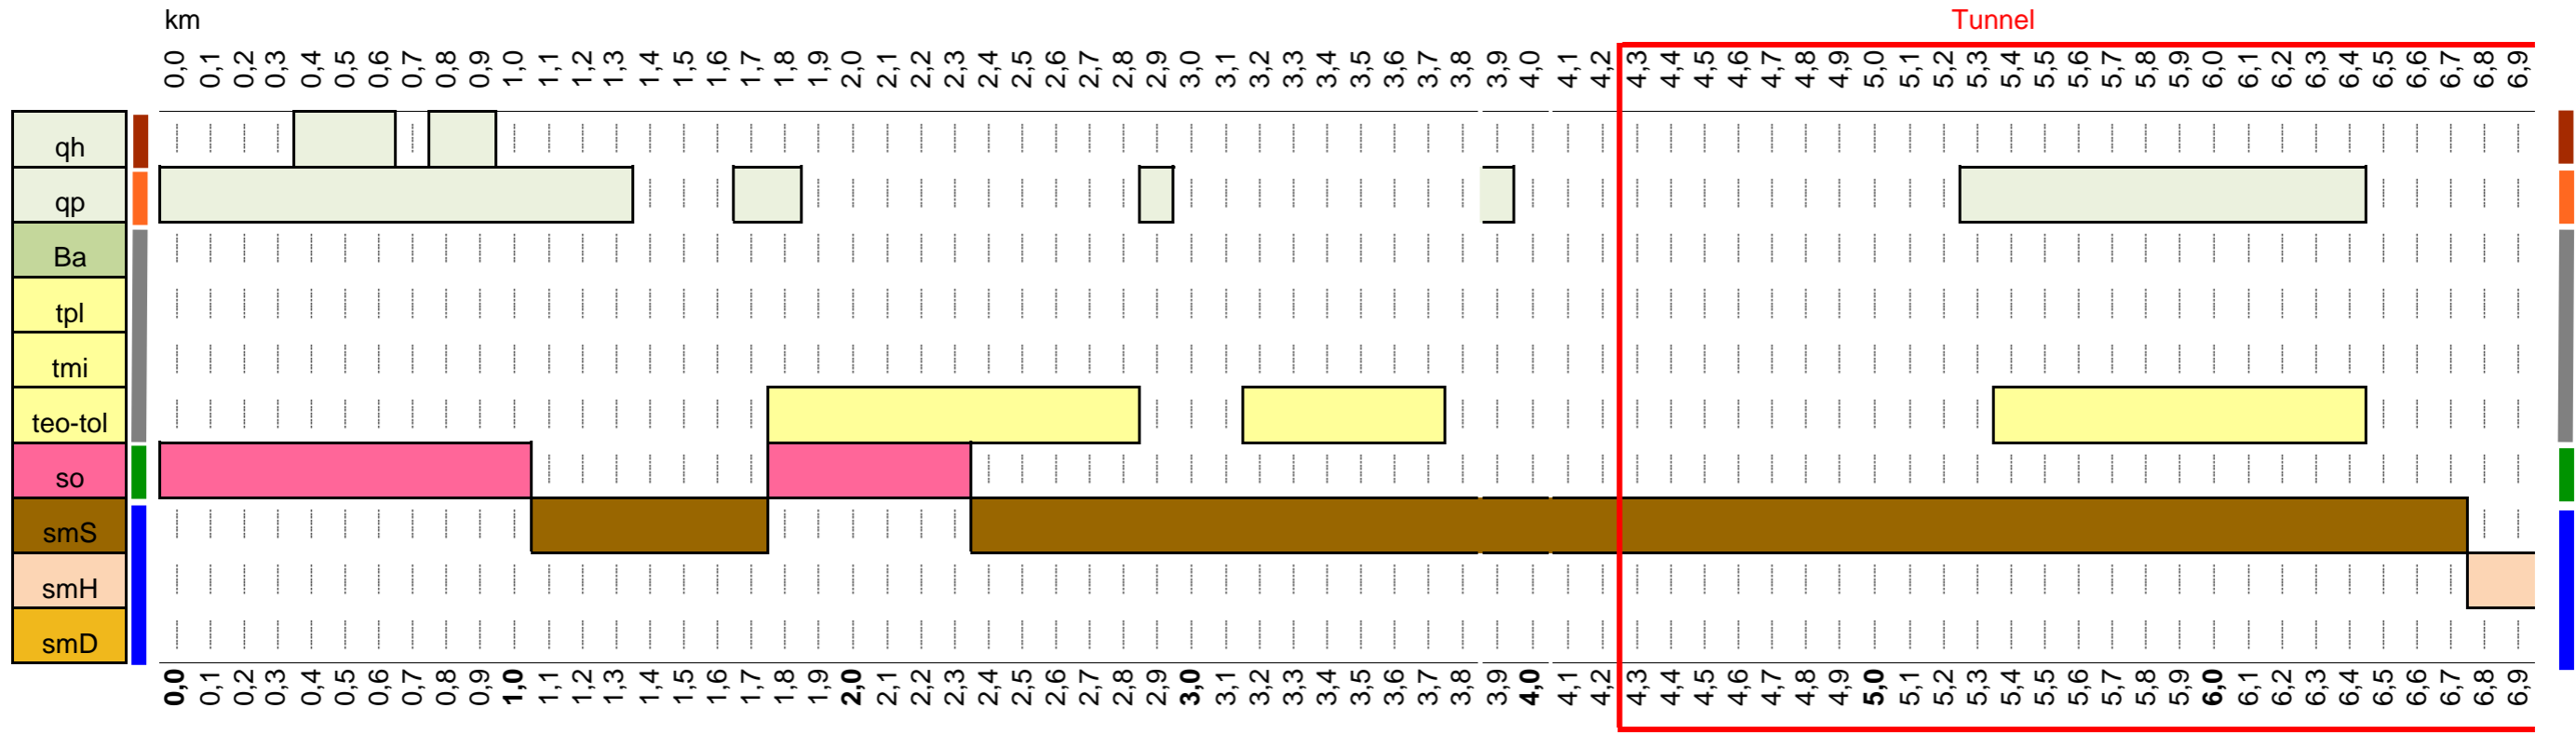 km
Tunnel
0,0 0,1 0,2 0,3 0,4 0,5 0,6 0,7 0,8 0,9 1,0 1,1 1,2 1,3 1,4 1,5 1,6 1,7 1,8 1,9 2,0 2,1 2,2 2,3 2,4 2,5 2,6 2,7 2,8 2,9 3,0 3,1 3,2 3,3 3,4 3,5 3,6 3,7 3,8 3,9 4,0 4,1 4,2 4,3 4,4 4,5 4,6 4,7 4,8 4,9 5,0 5,1 5,2 5,3 5,4 5,5 5,6 5,7 5,8 5,9 6,0 6,1 6,2 6,3 6,4 6,5 6,6 6,7 6,8 6,9
qh
qp
Ba
tpl
tmi
teo-tol
so
smS
smH
smD
0,0 0,1 0,2 0,3 0,4 0,5 0,6 0,7 0,8 0,9 1,0 1,1 1,2 1,3 1,4 1,5 1,6 1,7 1,8 1,9 2,0 2,1 2,2 2,3 2,4 2,5 2,6 2,7 2,8 2,9 3,0 3,1 3,2 3,3 3,4 3,5 3,6 3,7 3,8 3,9 4,0 4,1 4,2 4,3 4,4 4,5 4,6 4,7 4,8 4,9 5,0 5,1 5,2 5,3 5,4 5,5 5,6 5,7 5,8 5,9 6,0 6,1 6,2 6,3 6,4 6,5 6,6 6,7 6,8 6,9